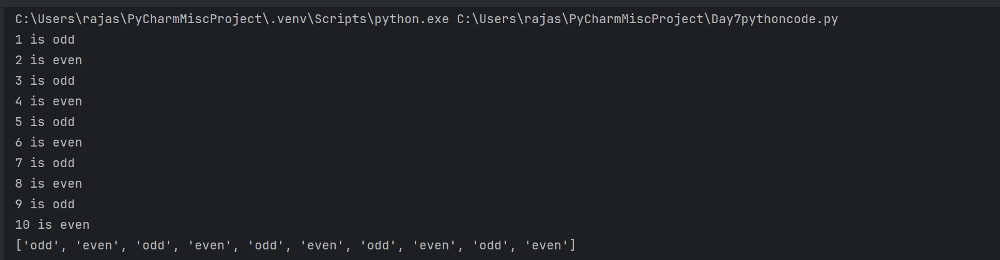 C:\Users\rajas\PyCharmMiscProject\.venv\Scripts\python.exe C:\Users\rajas\PyCharmMiscProject\Day7pythoncode.py
1 is odd
2 is even
3 is odd
4 is even
5 is odd
6 is even
7 is odd
8 is even
9 is odd
10 is even
['odd', 'even', 'odd', 'even', 'odd', 'even', 'odd', 'even', 'odd', 'even']